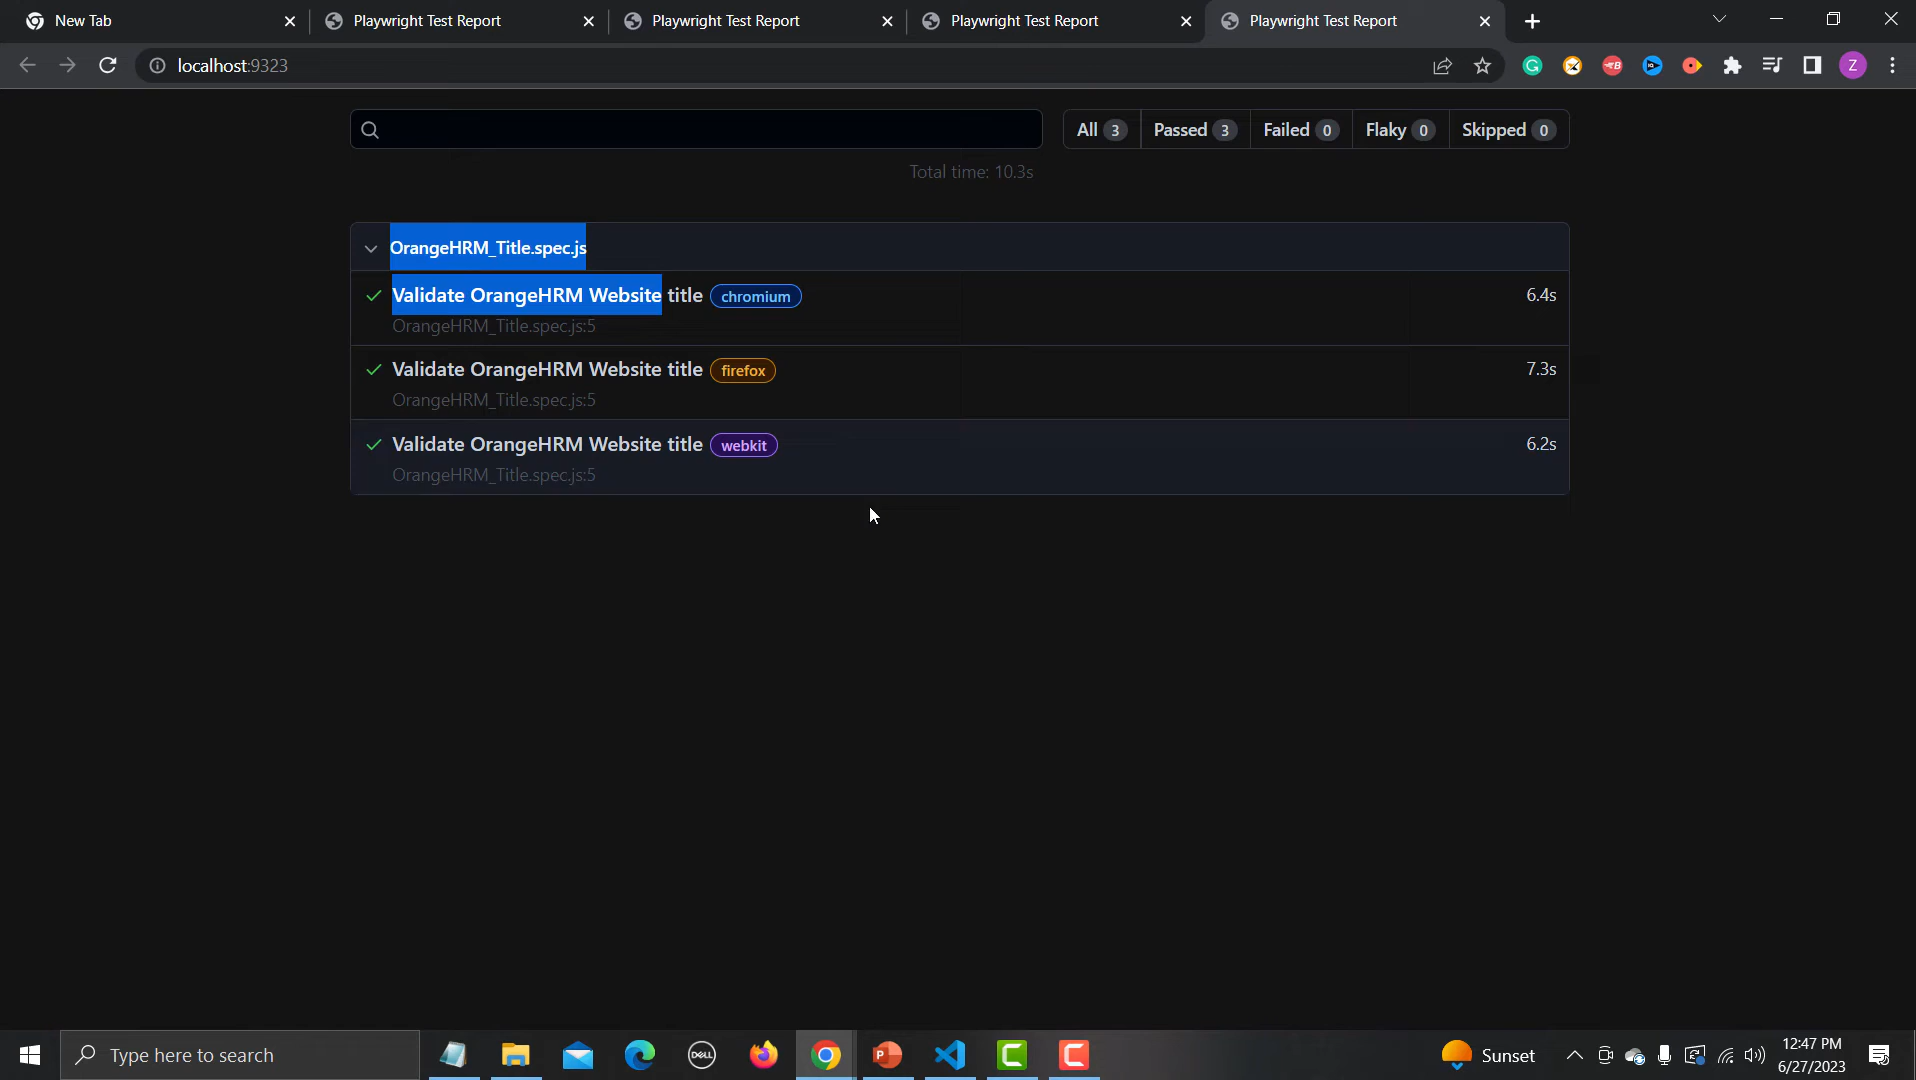 New Tab
Playwright Test Report
Playwright Test Report
Playwright Test Report
Playwright Test Report
localhost:9323
Z
All 3
Passed 3
Failed 0
Flaky 0
Skipped 0
Total time: 10.3s
OrangeHRM_Title.spec.js
Validate OrangeHRM Website title chromium 6.4s
OrangeHRM_Title.spec.js:5
Validate OrangeHRM Website title firefox 7.3s
OrangeHRM_Title.spec.js:5
Validate OrangeHRM Website title webkit 6.2s
OrangeHRM_Title.spec.js:5
Type here to search
DELL
Sunset
12:47 PM
6/27/2023